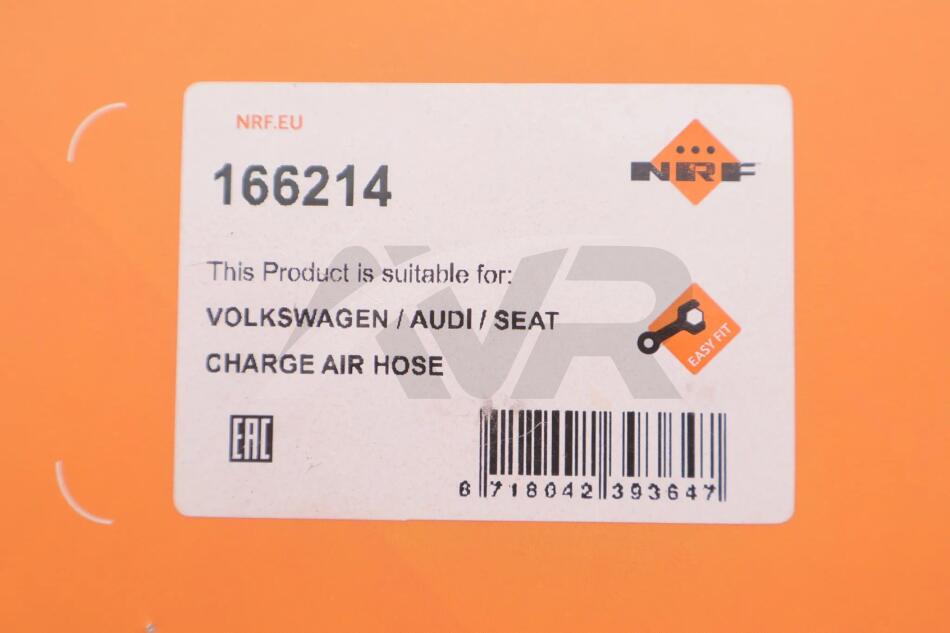 NRF.EU
166214
NRF
This Product is suitable for:
VOLKSWAGEN / AUDI / SEAT
CHARGE AIR HOSE
EASY FIT
EAC
8 718042 393647